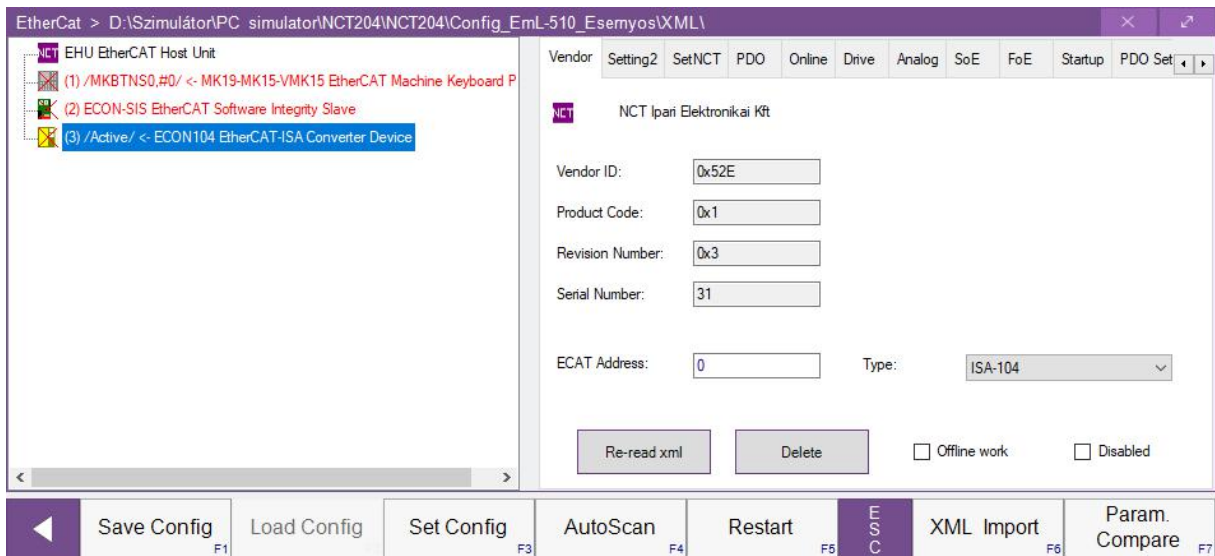 EtherCat > D:\Szimulátor\PC simulator\NCT204\NCT204\Config_EmL-510_Esemyos\XML\
NCT EHU EtherCAT Host Unit
(1) /MKBTNS0,#0/ <- MK19-MK15-VMK15 EtherCAT Machine Keyboard P
(2) ECON-SIS EtherCAT Software Integrity Slave
(3) /Active/ <- ECON104 EtherCAT-ISA Converter Device
Vendor Setting2 SetNCT PDO Online Drive Analog SoE FoE Startup PDO Set
NCT NCT Ipari Elektronikai Kft
Vendor ID: 0x52E
Product Code: 0x1
Revision Number: 0x3
Serial Number: 31
ECAT Address: 0 Type: ISA-104
Re-read xml Delete Offline work Disabled
Save Config F1 Load Config Set Config F3 AutoScan F4 Restart F5 ESC XML Import F6 Param. Compare F7